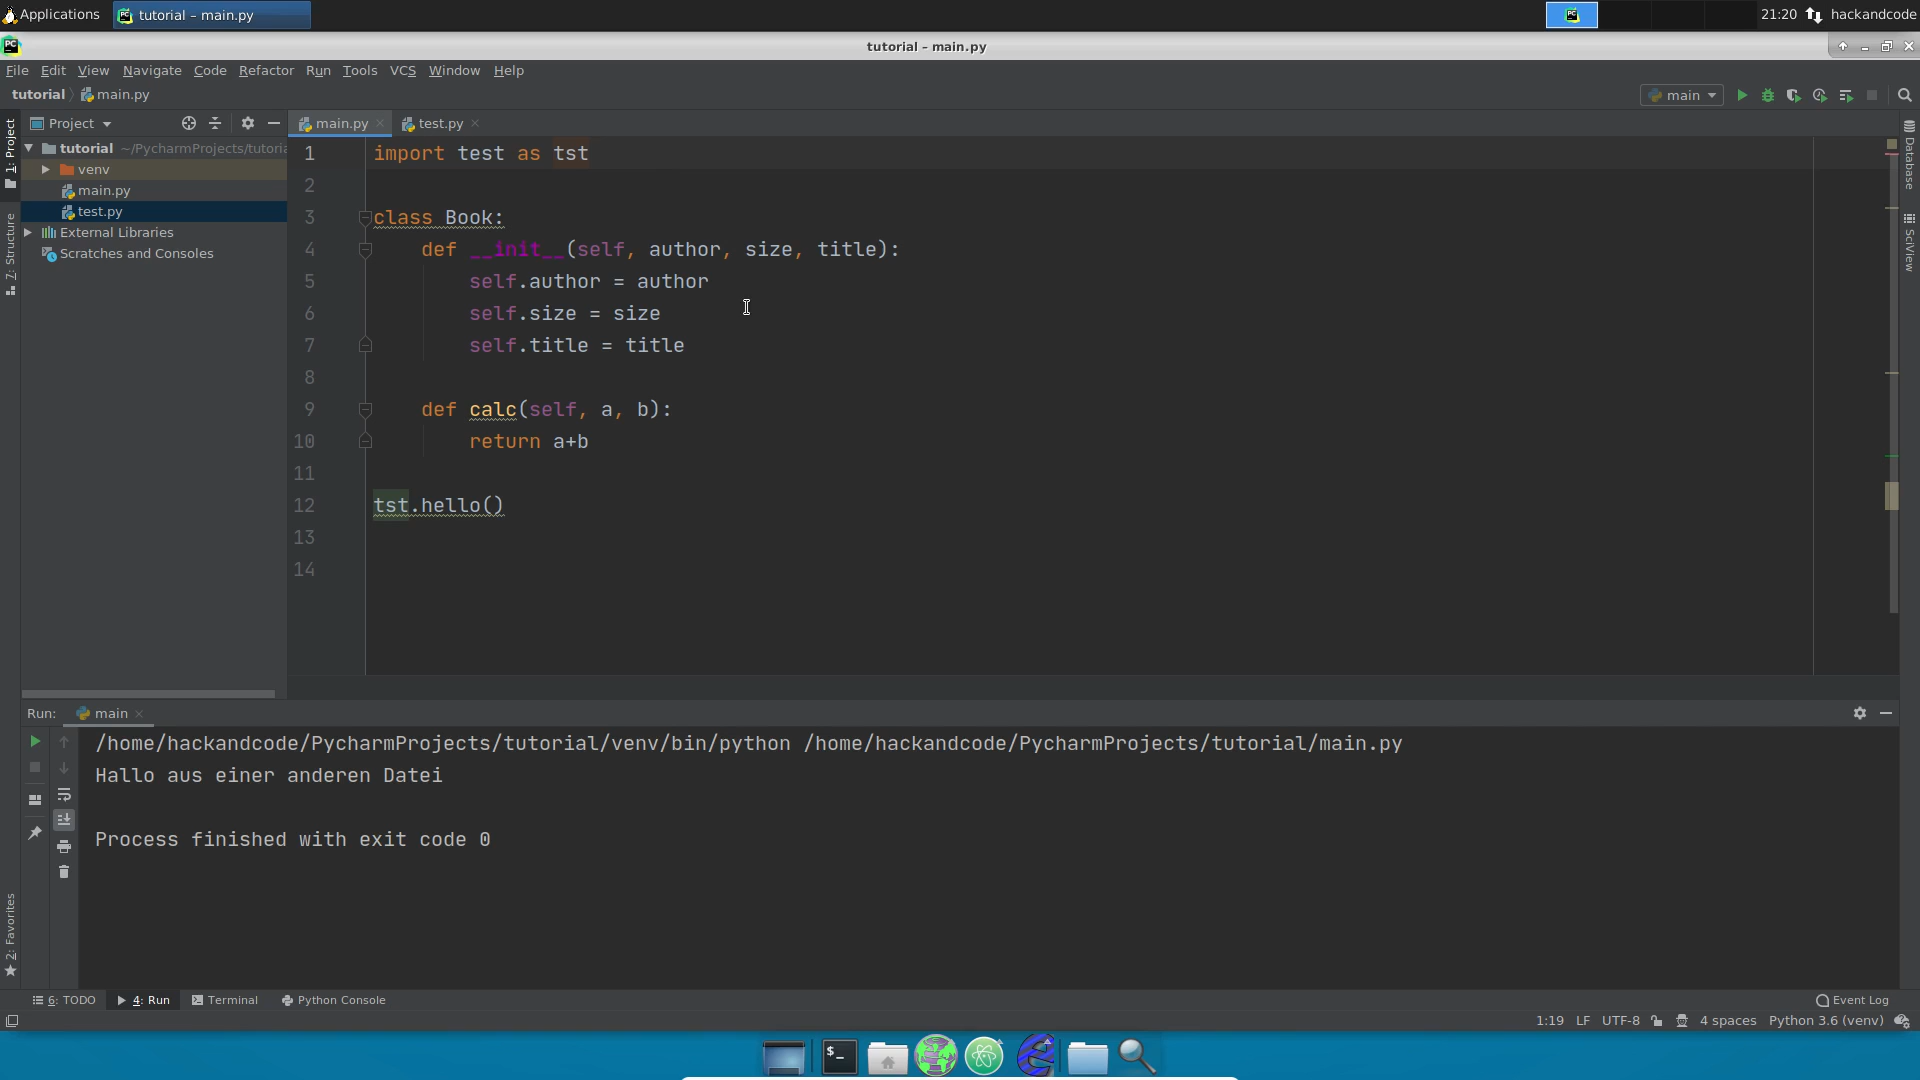 Applications
tutorial – main.py
21:20
hackandcode
tutorial – main.py
File Edit View Navigate Code Refactor Run Tools VCS Window Help
tutorial main.py
main
Project
main.py
test.py
1: Project
7: Structure
2: Favorites
Database
SciView
tutorial ~/PycharmProjects/tutoria
venv
main.py
test.py
External Libraries
Scratches and Consoles
1 import test as tst
2
3 class Book:
4 def __init__(self, author, size, title):
5 self.author = author
6 self.size = size
7 self.title = title
8
9 def calc(self, a, b):
10 return a+b
11
12 tst.hello()
13
14
Run: main
/home/hackandcode/PycharmProjects/tutorial/venv/bin/python /home/hackandcode/PycharmProjects/tutorial/main.py
Hallo aus einer anderen Datei
Process finished with exit code 0
6: TODO 4: Run Terminal Python Console
Event Log
1:19 LF UTF-8 4 spaces Python 3.6 (venv)